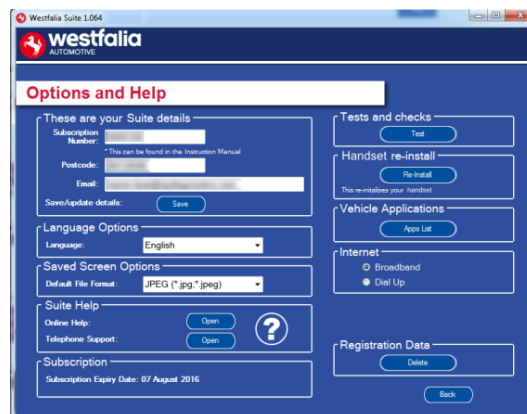 Westfalia Suite 1.064
westfalia
AUTOMOTIVE
Options and Help
These are your Suite details
Subscription Number:
* This can be found in the Instruction Manual
Postcode:
Email:
Save/update details:
Save
Language Options
Language:
English
Saved Screen Options
Default File Format:
JPEG (*.jpg;*.jpeg)
Suite Help
Online Help:
Open
Telephone Support:
Open
?
Subscription
Subscription Expiry Date: 07 August 2016
Tests and checks
Test
Handset re-install
Re-Install
This re-initalises your handset
Vehicle Applications
Apps List
Internet
Broadband
Dial Up
Registration Data
Delete
Back